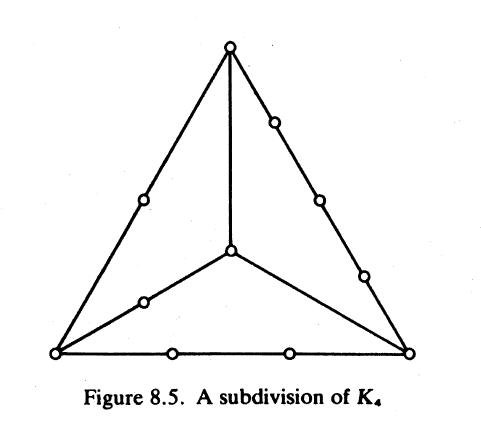 Figure 8.5. A subdivision of K₄